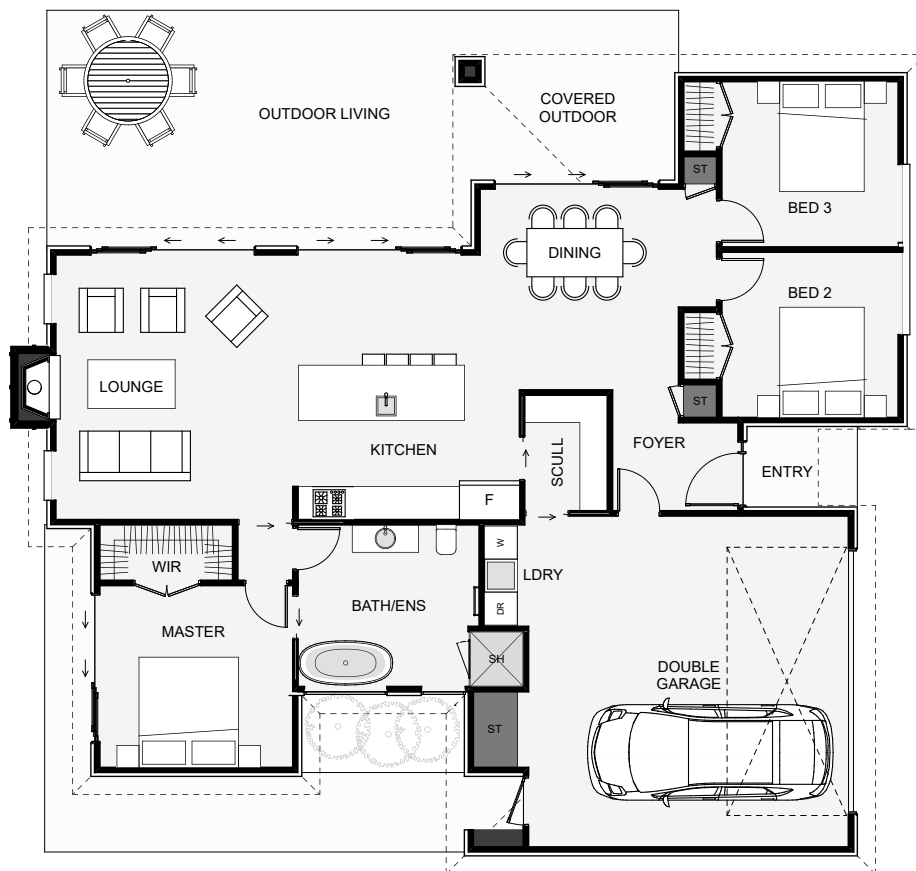 OUTDOOR LIVING
COVERED
OUTDOOR
ST
BED 3
DINING
BED 2
LOUNGE
ST
KITCHEN
SCULL
FOYER
ENTRY
F
W
WIR
LDRY
DR
BATH/ENS
MASTER
SH
DOUBLE
GARAGE
ST